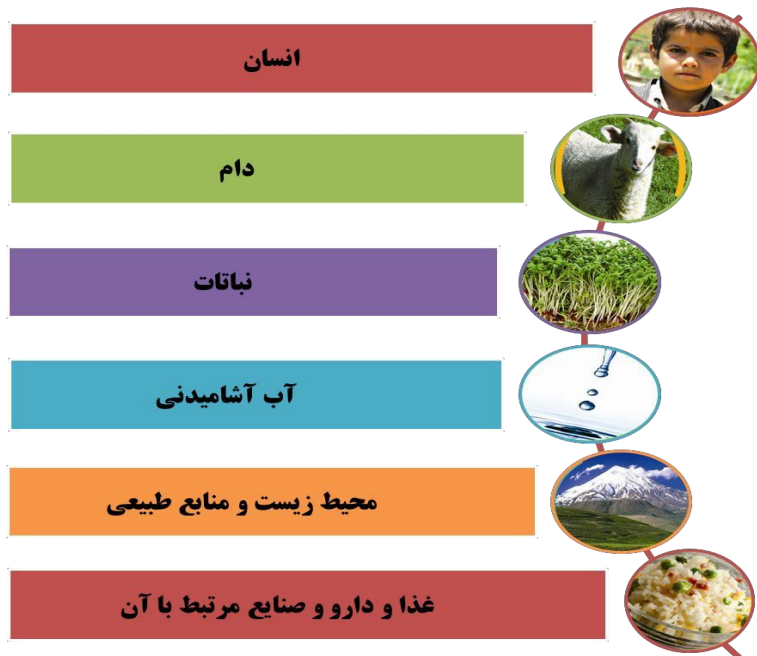 انسان
دام
نباتات
آب آشامیدنی
محیط زیست و منابع طبیعی
غذا و دارو و صنایع مرتبط با آن